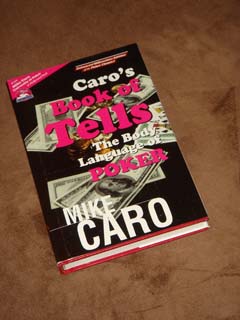 Caro's
Book of
Tells
The Body
Language of
POKER
MIKE
CARO